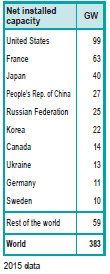 Net installed GW
capacity
United States 99
France 63
Japan 40
People's Rep. of China 27
Russian Federation 25
Korea 22
Canada 14
Ukraine 13
Germany 11
Sweden 10
Rest of the world 59
World 383
2015 data